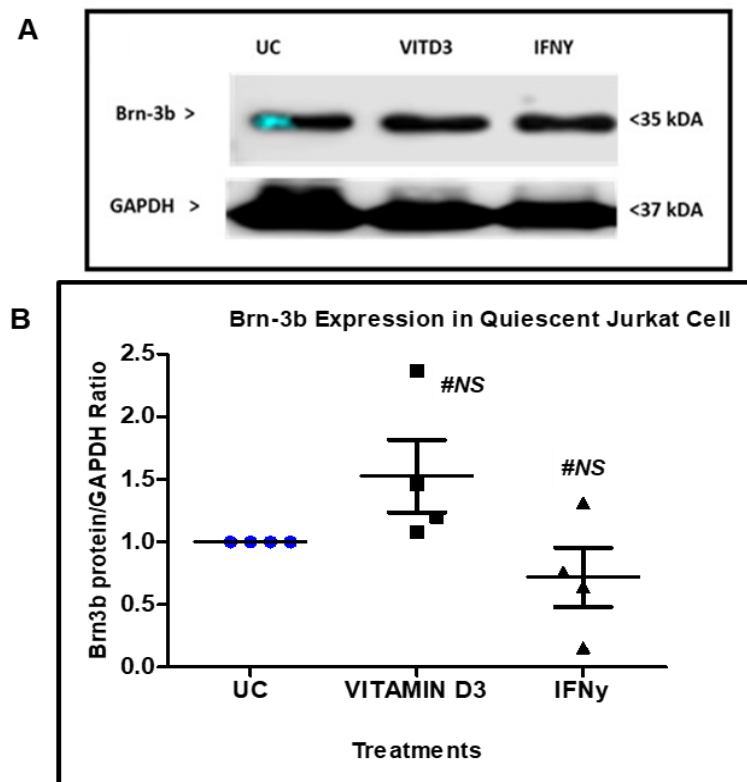 A
UC VITD3 IFNY
Brn-3b > <35 kDA
GAPDH > <37 kDA
B
Brn-3b Expression in Quiescent Jurkat Cell
Brn3b protein/GAPDH Ratio
2.5
#NS
2.0
#NS
1.5
1.0
0.5
0.0
UC VITAMIN D3 IFNy
Treatments